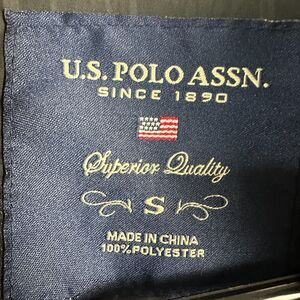 U.S. POLO ASSN.
SINCE 1890
Superior Quality
S
MADE IN CHINA
100% POLYESTER